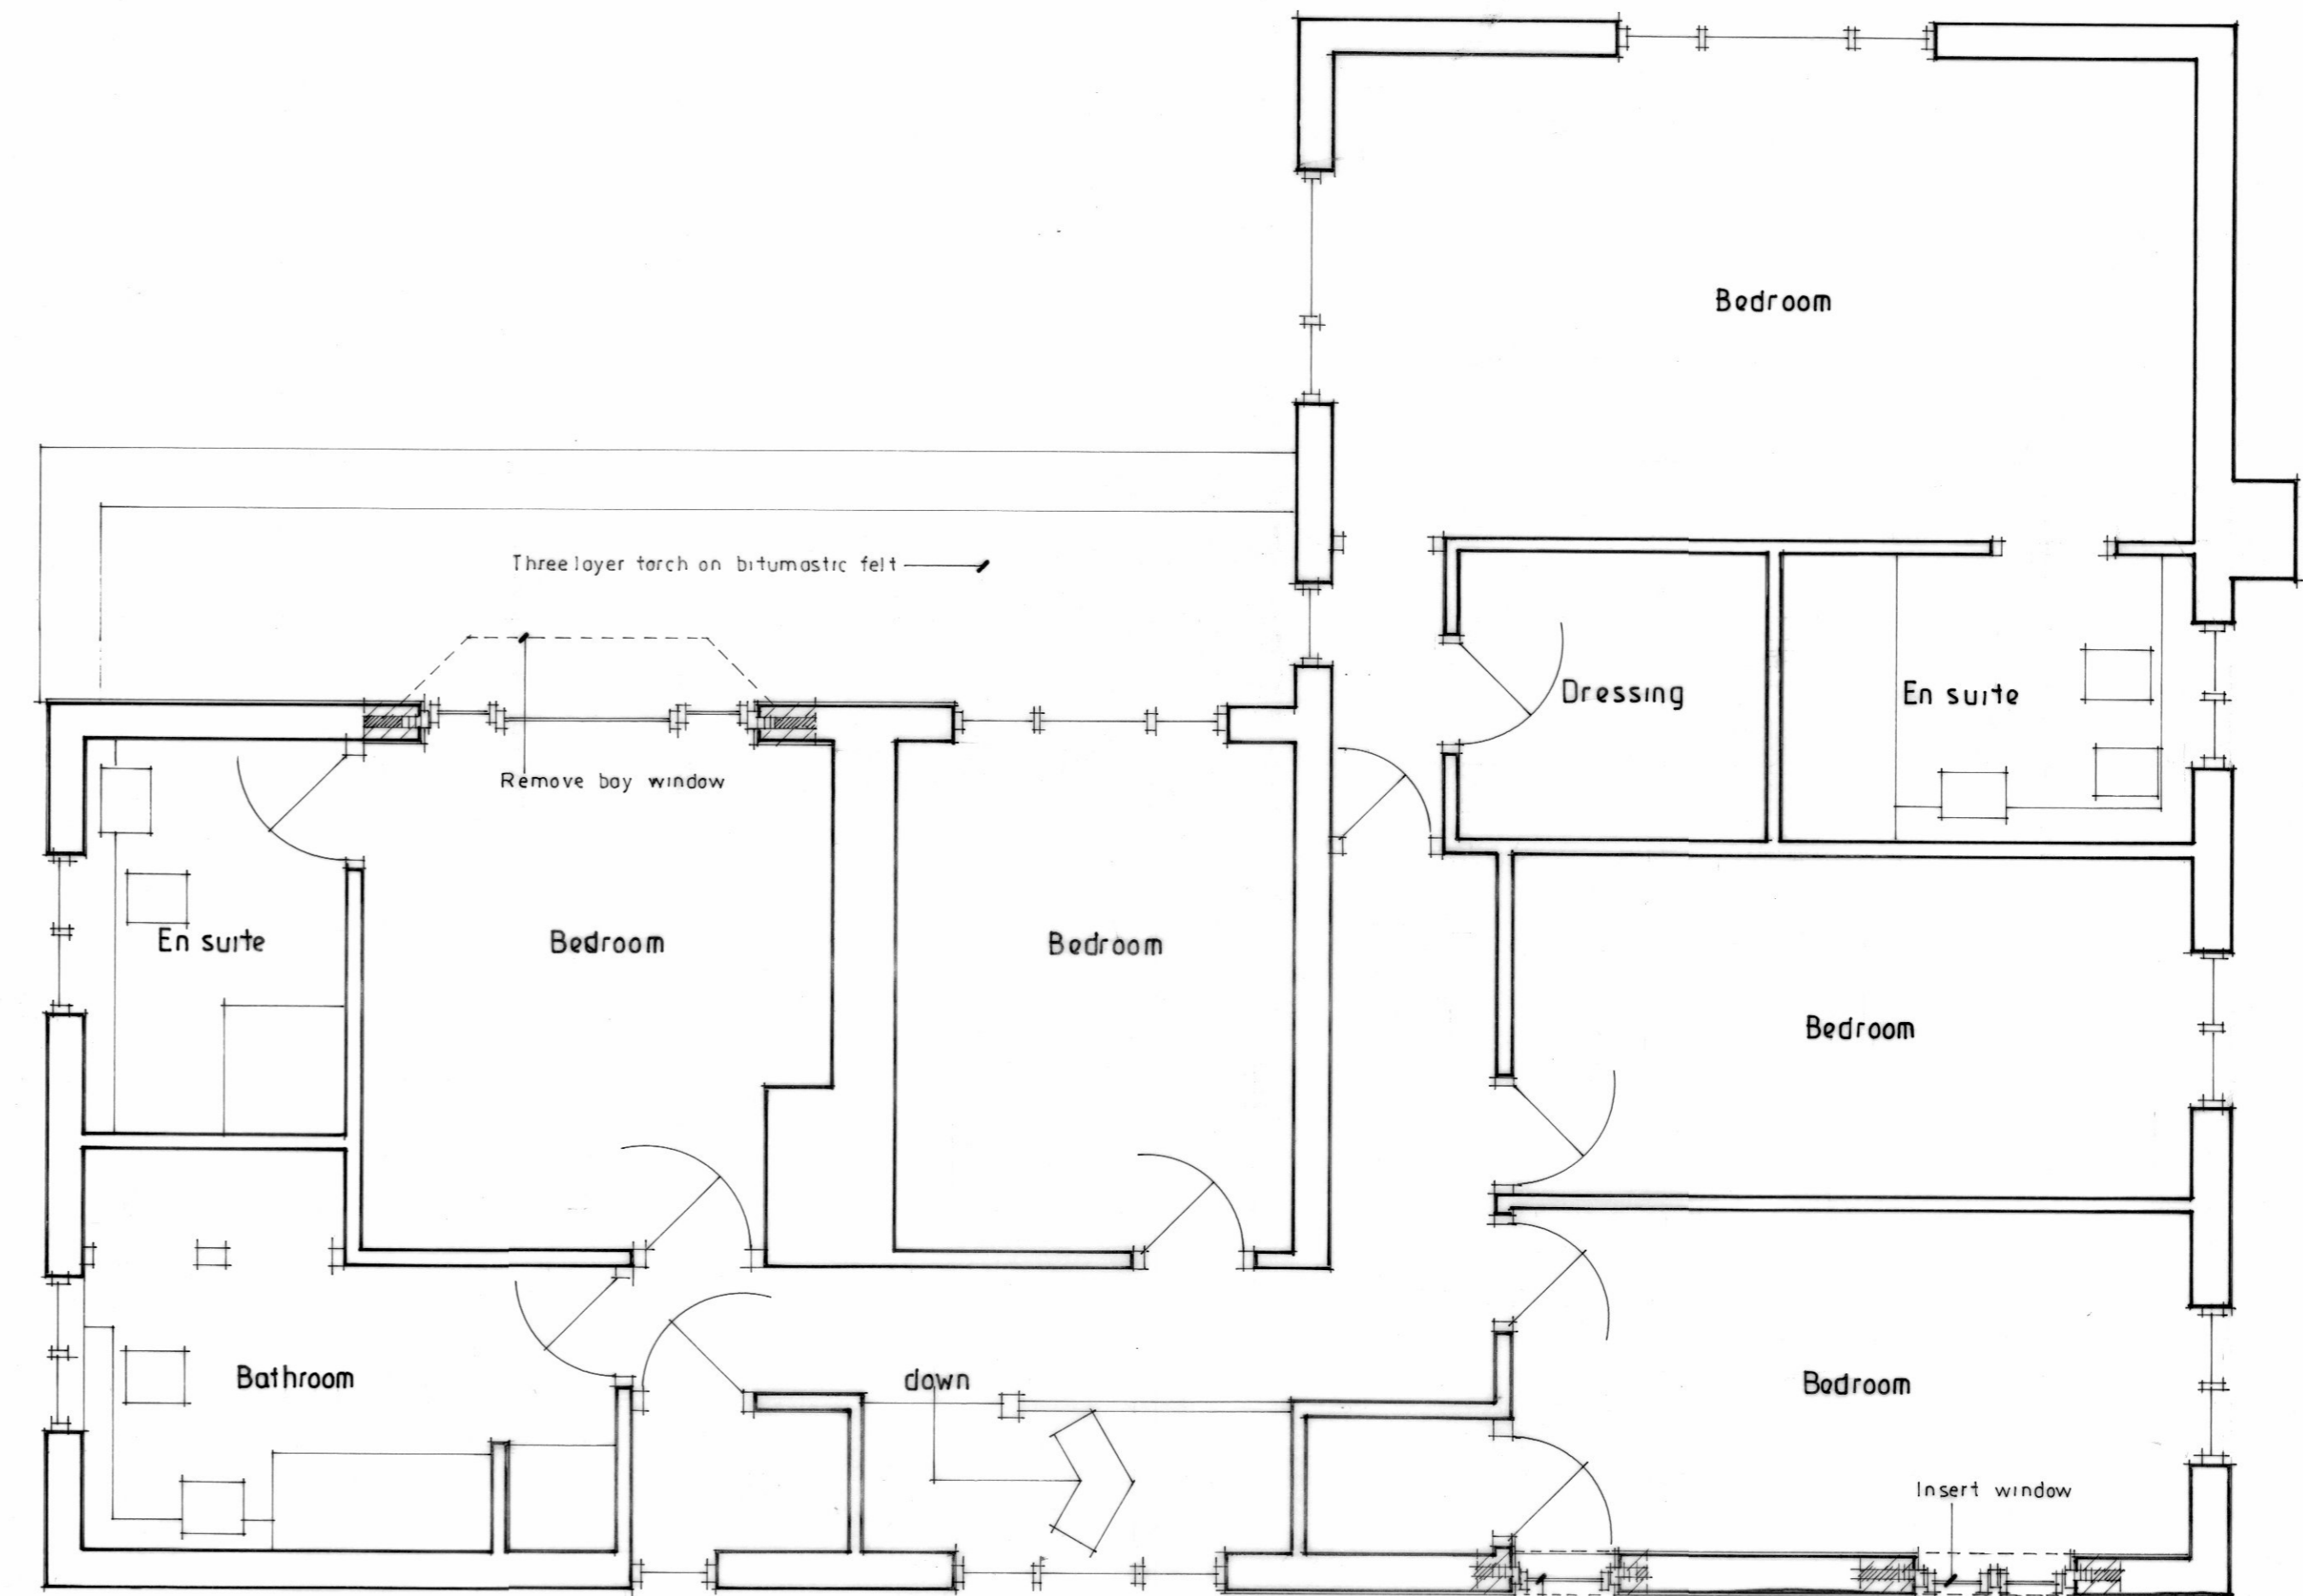 Bedroom
Three layer torch on bitumastic felt
Dressing
En suite
Remove bay window
En suite
Bedroom
Bedroom
Bedroom
Bathroom
down
Bedroom
Insert window